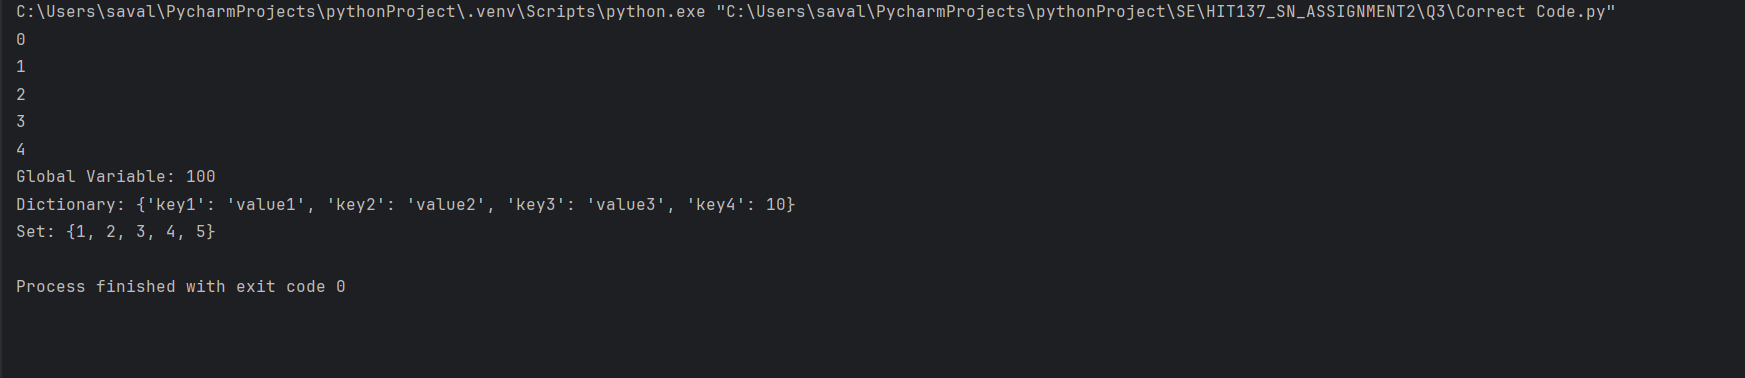 C:\Users\saval\PycharmProjects\pythonProject\.venv\Scripts\python.exe "C:\Users\saval\PycharmProjects\pythonProject\SE\HIT137_SN_ASSIGNMENT2\Q3\Correct Code.py"
0
1
2
3
4
Global Variable: 100
Dictionary: {'key1': 'value1', 'key2': 'value2', 'key3': 'value3', 'key4': 10}
Set: {1, 2, 3, 4, 5}
Process finished with exit code 0